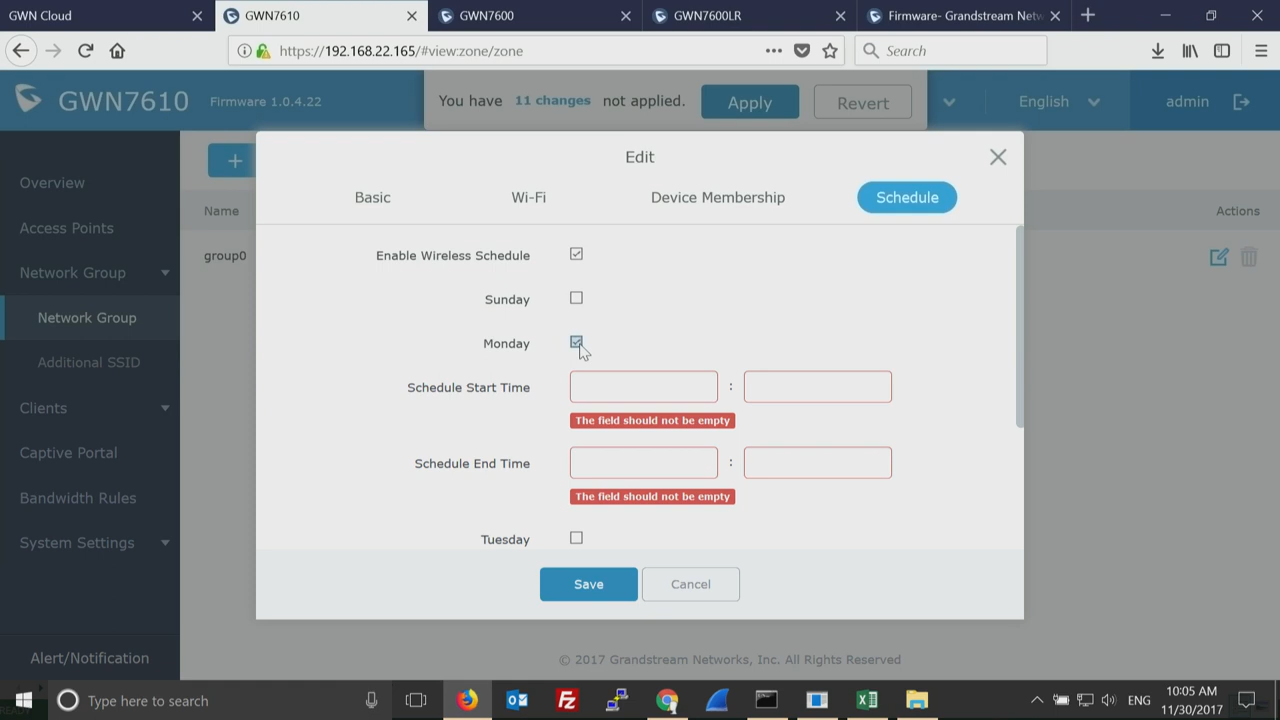 GWN Cloud
GWN7610
GWN7600
GWN7600LR
Firmware- Grandstream Netw
https://192.168.22.165/#view:zone/zone
Search
GWN7610
Firmware 1.0.4.22
You have 11 changes not applied.
Apply
Revert
English
admin
Edit
Basic
Wi-Fi
Device Membership
Schedule
Overview
Access Points
Network Group
Network Group
Additional SSID
Clients
Captive Portal
Bandwidth Rules
System Settings
Alert/Notification
Name
Actions
group0
Enable Wireless Schedule
Sunday
Monday
Schedule Start Time :
The field should not be empty
Schedule End Time :
The field should not be empty
Tuesday
Save
Cancel
© 2017 Grandstream Networks, Inc. All Rights Reserved
Type here to search
ENG
10:05 AM
11/30/2017